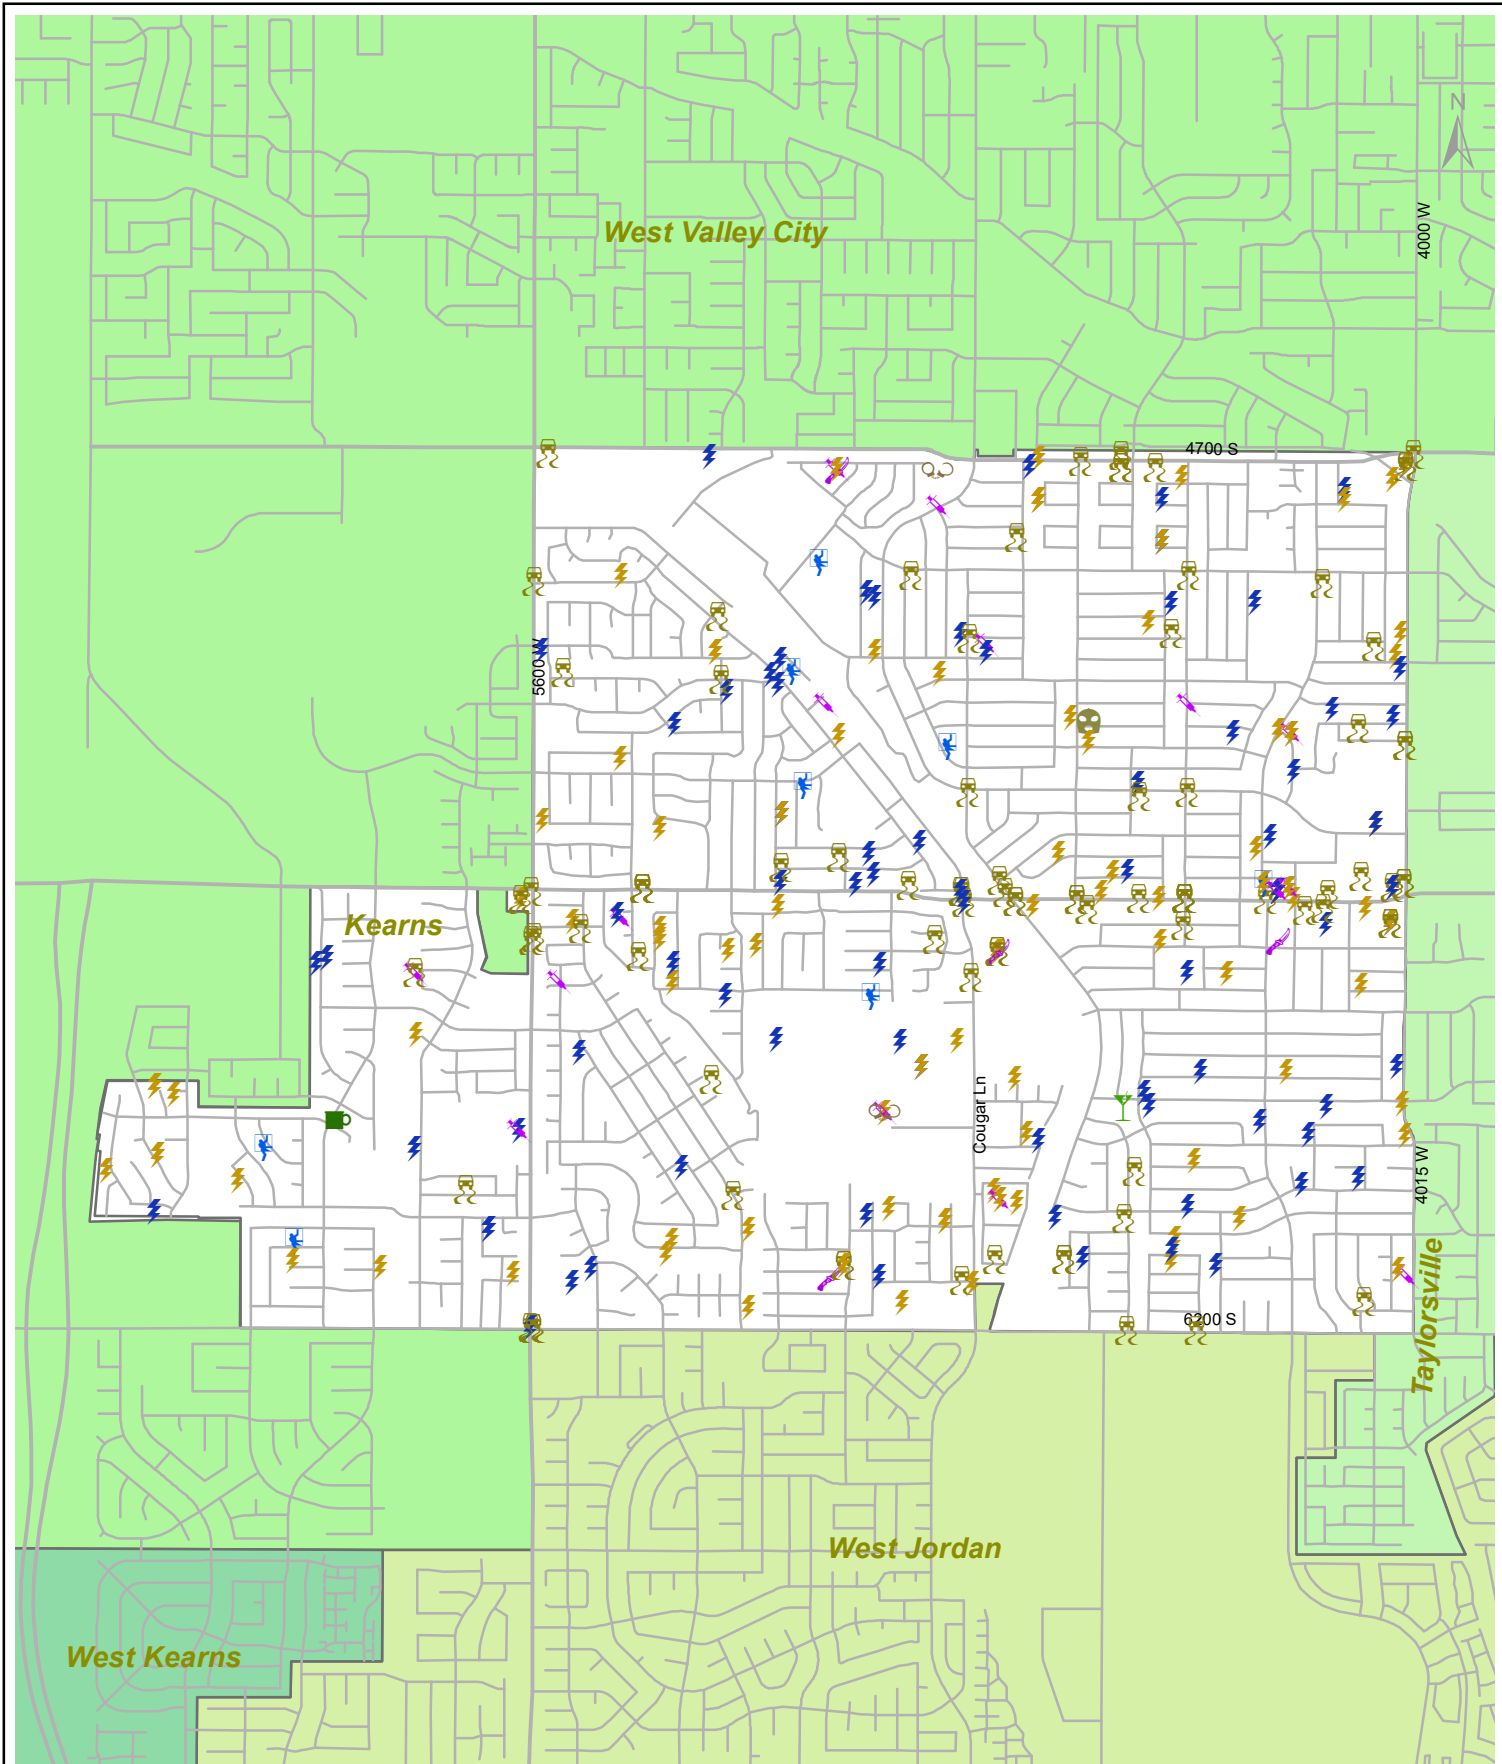 N
4000 W
West Valley City
4700 S
5600 W
Kearns
Cougar Ln
4015 W
Taylorsville
6200 S
West Jordan
West Kearns